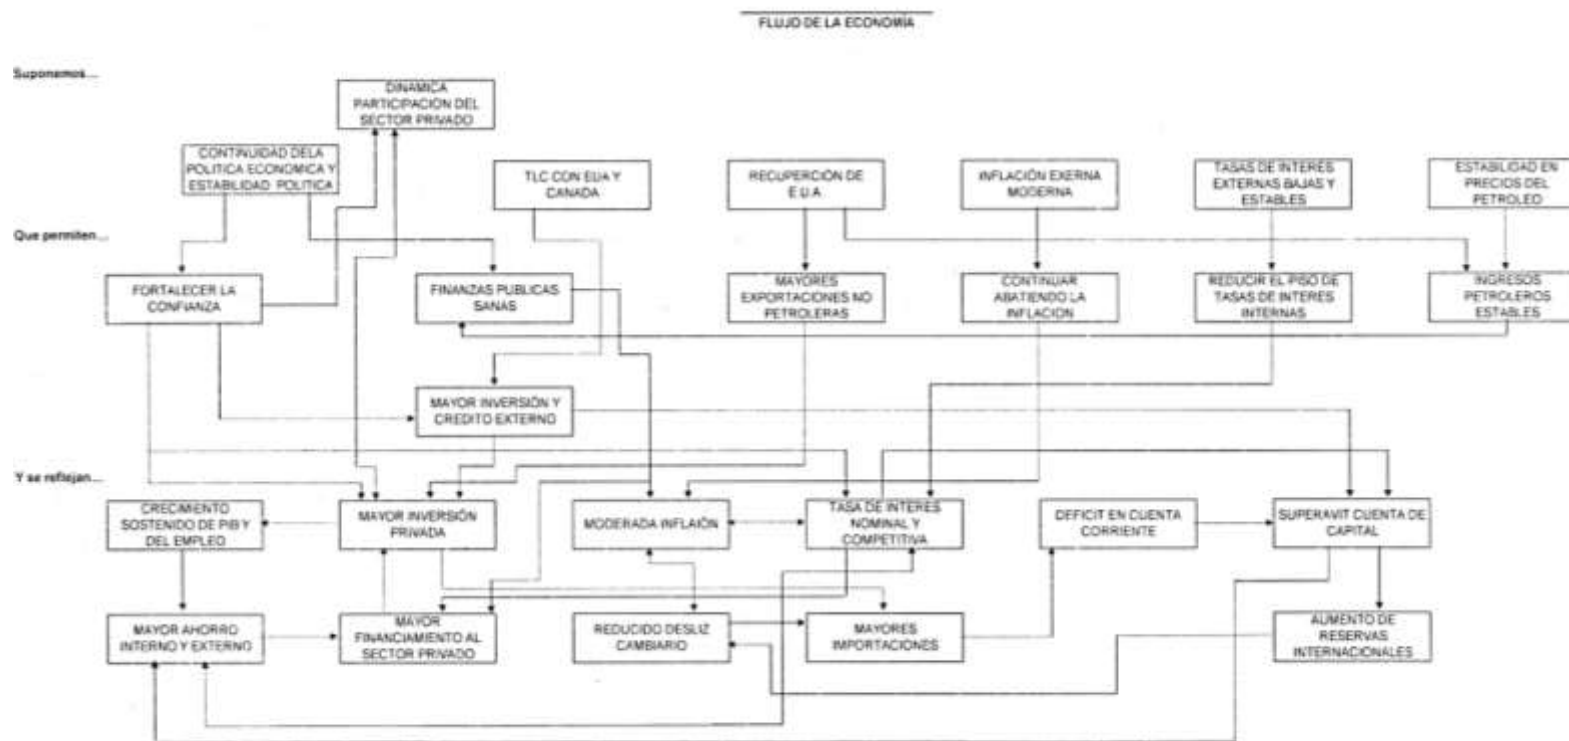 FLUJO DE LA ECONOMÍA
Suponemos...
DINAMICA
PARTICIPACION DEL
SECTOR PRIVADO
CONTINUIDAD DELA
POLITICA ECONOMICA Y
ESTABILIDAD POLITICA
TLC CON EUA Y
CANADA
RECUPERCIÓN DE
E.U.A
INFLACIÓN EXERNA
MODERNA
TASAS DE INTERES
EXTERNAS BAJAS Y
ESTABLES
ESTABILIDAD EN
PRECIOS DEL
PETROLEO
Que permiten...
FORTALECER LA
CONFIANZA
FINANZAS PUBLICAS
SANAS
MAYORES
EXPORTACIONES NO
PETROLERAS
CONTINUAR
ABATIENDO LA
INFLACION
REDUCIR EL PISO DE
TASAS DE INTERES
INTERNAS
INGRESOS
PETROLEROS
ESTABLES
MAYOR INVERSIÓN Y
CREDITO EXTERNO
Y se reflejan...
CRECIMIENTO
SOSTENIDO DE PIB Y
DEL EMPLEO
MAYOR INVERSIÓN
PRIVADA
MODERADA INFLAIÓN
TASA DE INTERES
NOMINAL Y
COMPETITIVA
DEFICIT EN CUENTA
CORRIENTE
SUPERAVIT CUENTA DE
CAPITAL
MAYOR AHORRO
INTERNO Y EXTERNO
MAYOR
FINANCIAMIENTO AL
SECTOR PRIVADO
REDUCIDO DESLIZ
CAMBIARIO
MAYORES
IMPORTACIONES
AUMENTO DE
RESERVAS
INTERNACIONALES